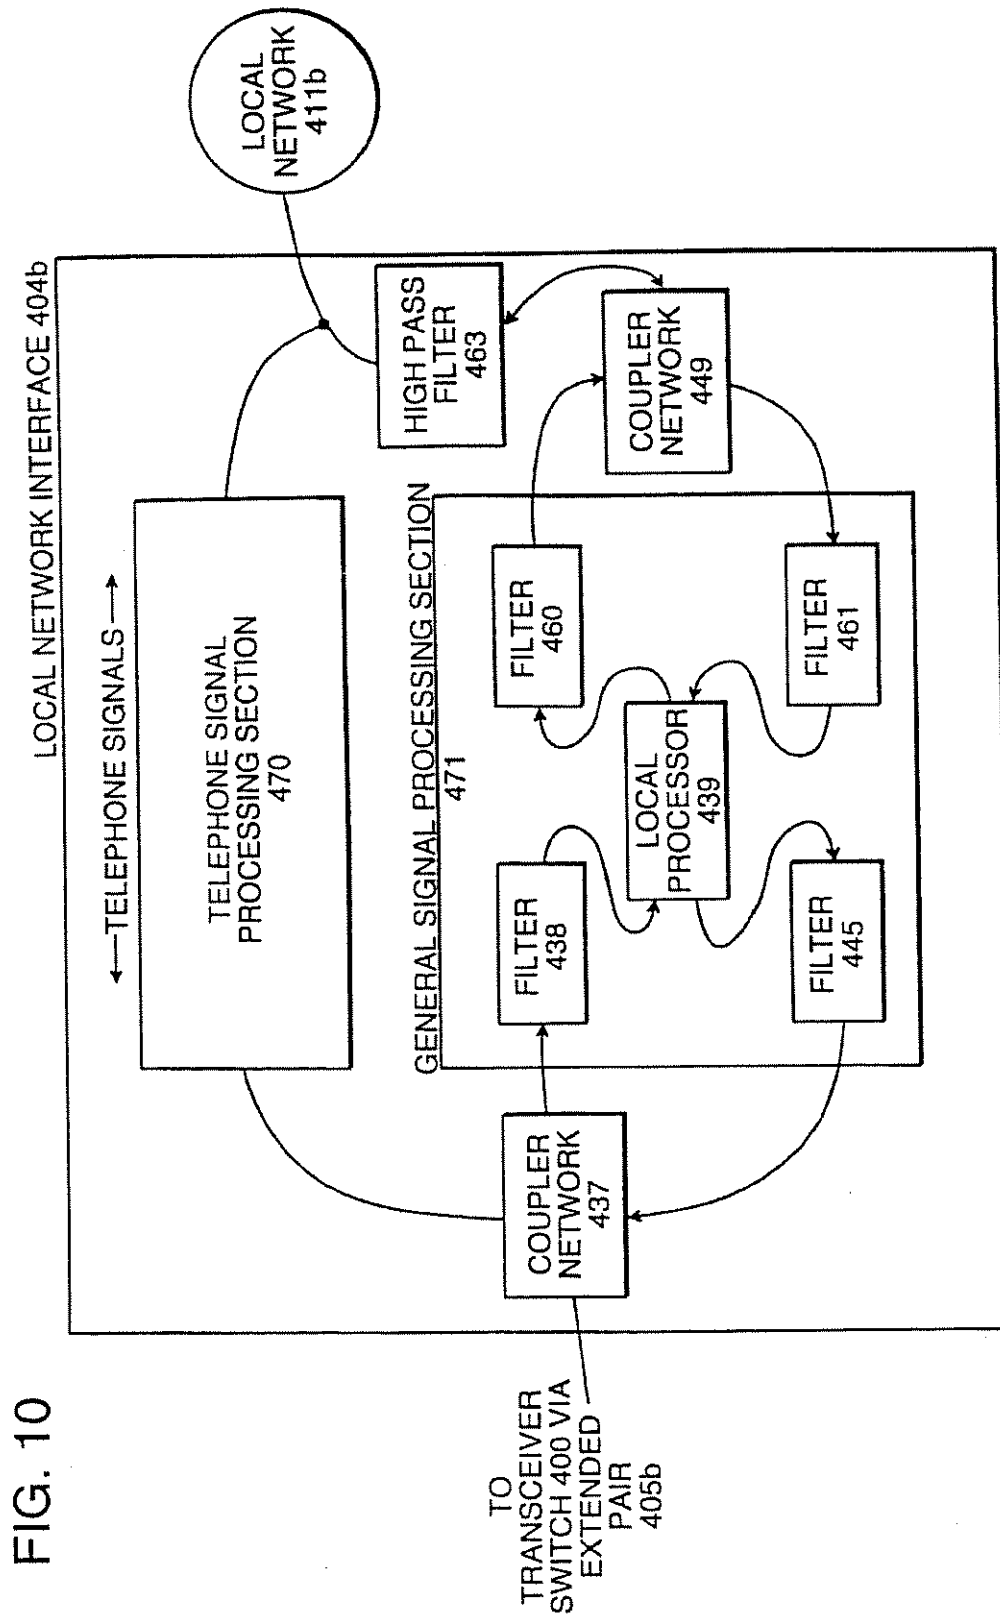 FIG. 10
LOCAL NETWORK INTERFACE 404b
←TELEPHONE SIGNALS→
TELEPHONE SIGNAL
PROCESSING SECTION
470
LOCAL
NETWORK
411b
HIGH PASS
FILTER
463
GENERAL SIGNAL PROCESSING SECTION
471
COUPLER
NETWORK
437
FILTER
438
FILTER
460
COUPLER
NETWORK
449
LOCAL
PROCESSOR
439
FILTER
445
FILTER
461
TO
TRANSCEIVER
SWITCH 400 VIA
EXTENDED
PAIR
405b